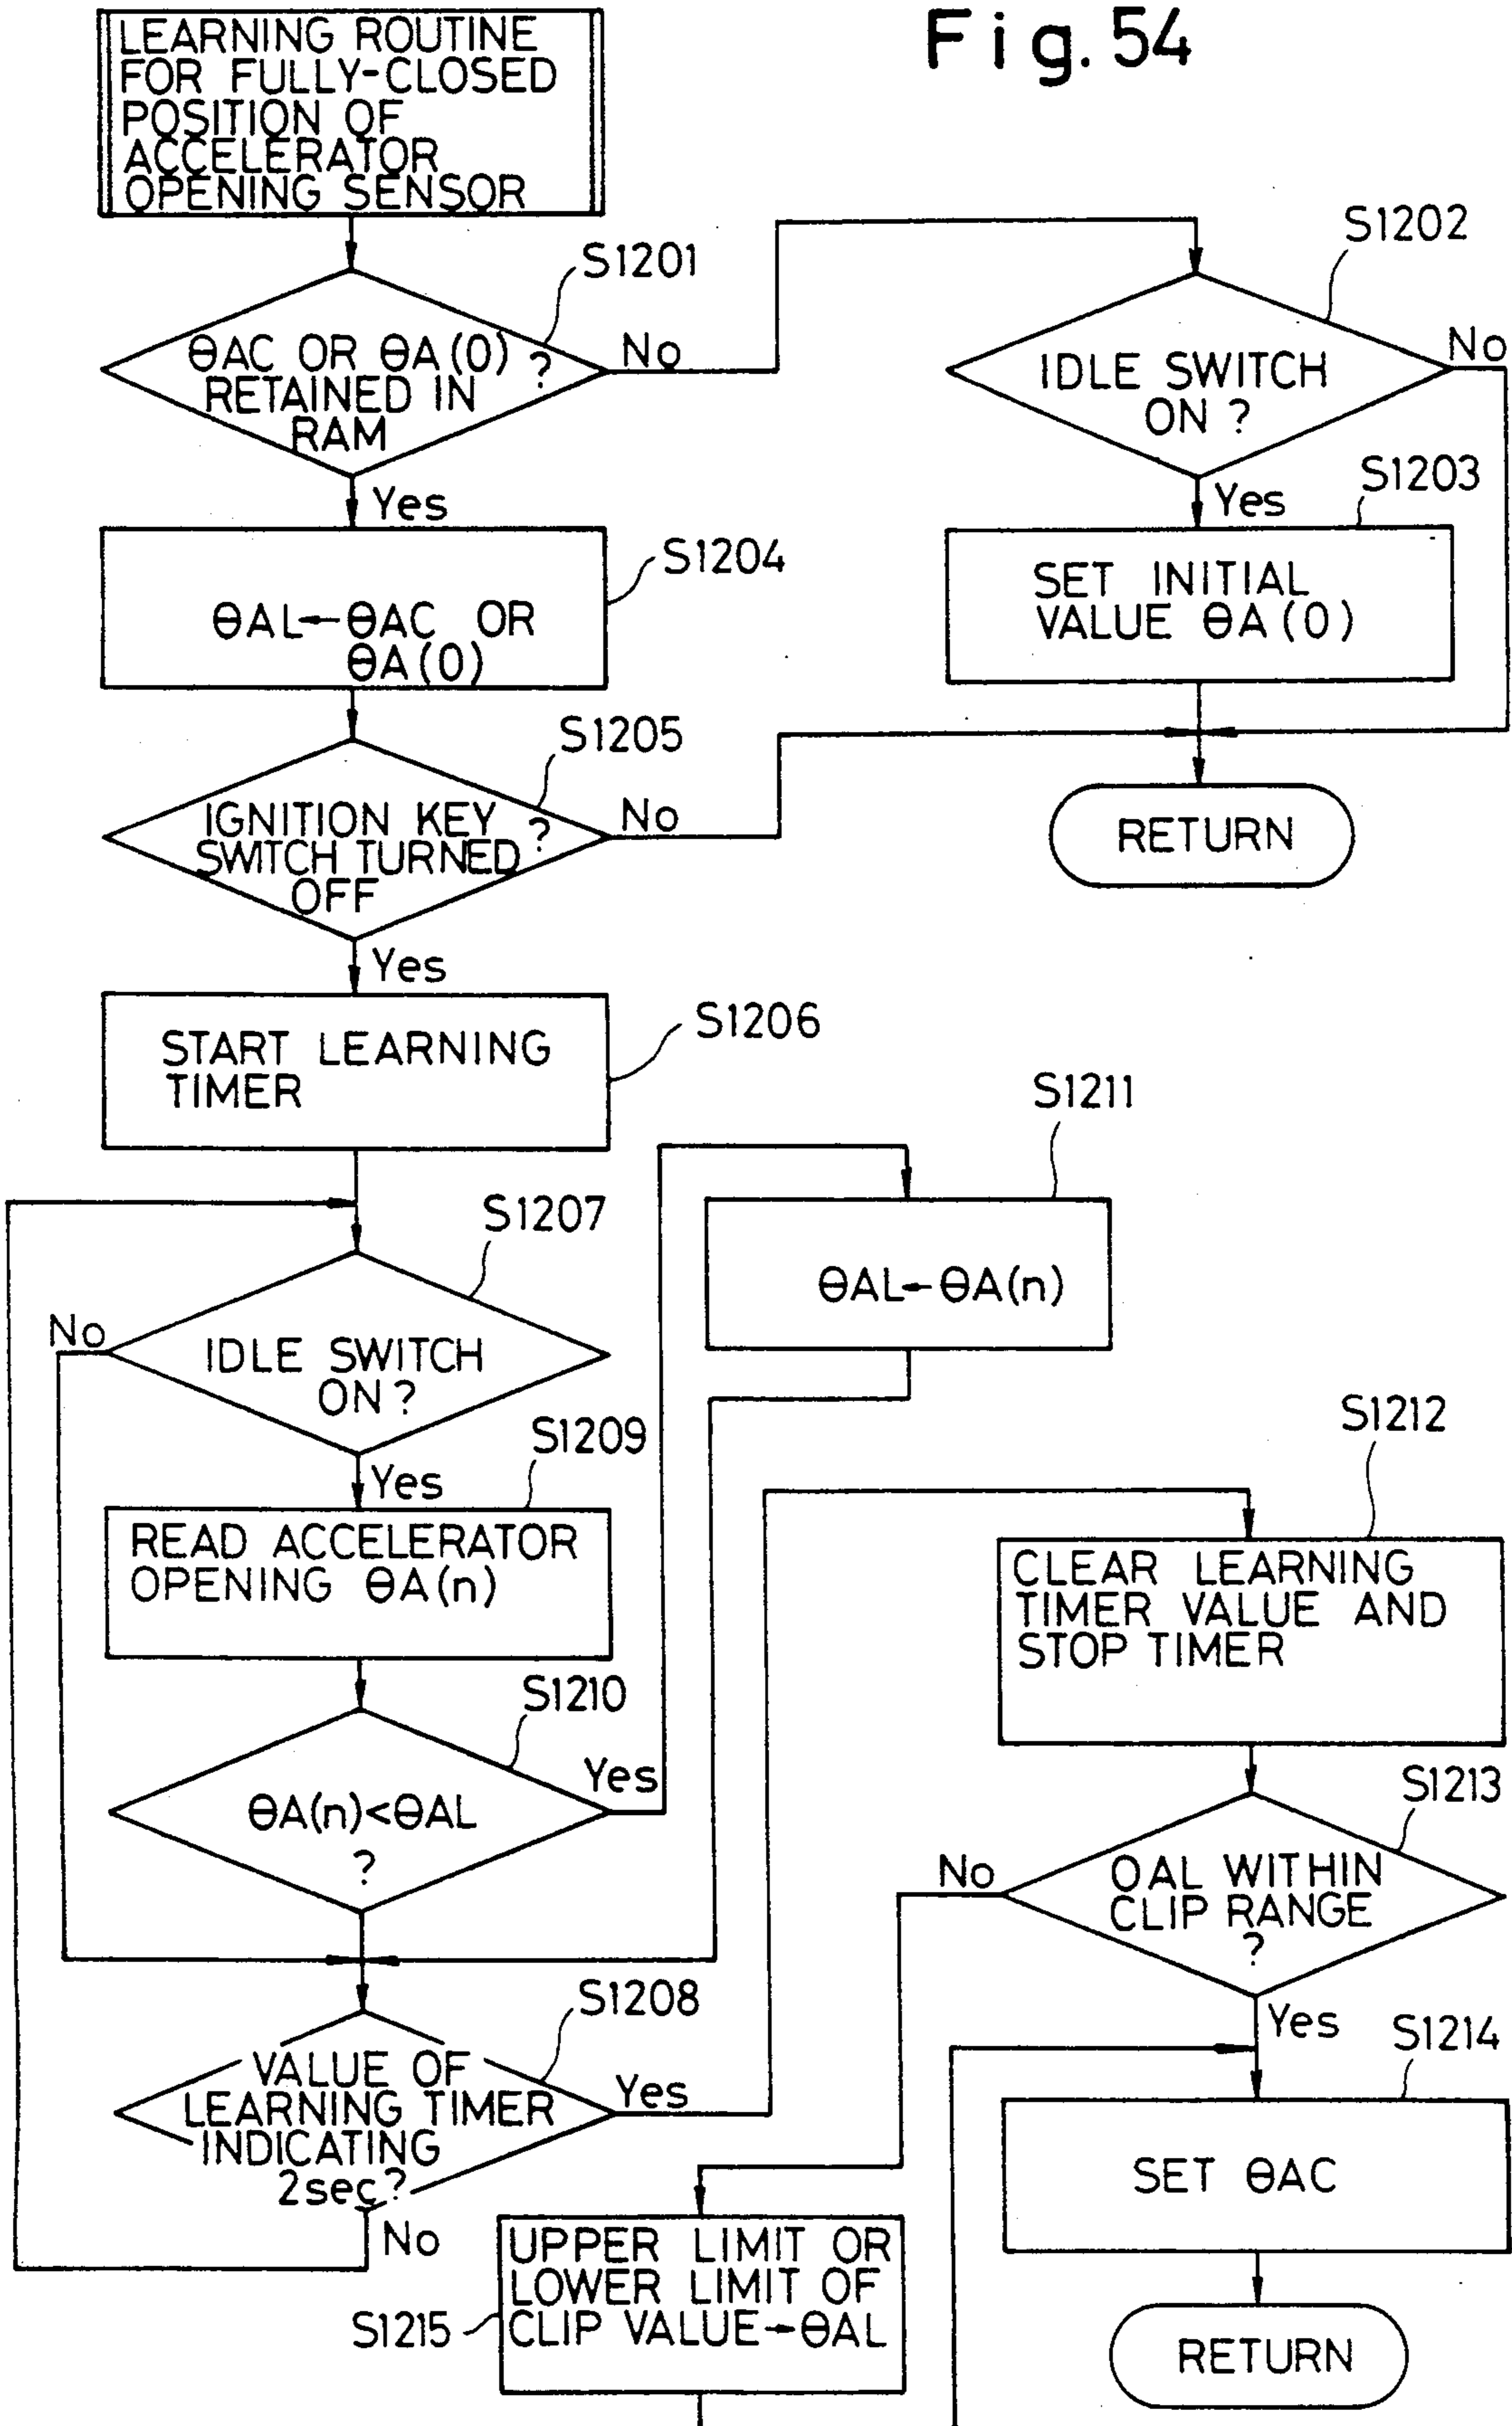 Fig. 54
LEARNING ROUTINE
FOR FULLY-CLOSED
POSITION OF
ACCELERATOR
OPENING SENSOR
S1201
ΘAC OR ΘA(0) ?
RETAINED IN
RAM
No
Yes
S1202
IDLE SWITCH
ON ?
No
Yes
S1203
SET INITIAL
VALUE ΘA(0)
S1204
ΘAL←ΘAC OR
ΘA(0)
S1205
IGNITION KEY ?
SWITCH TURNED
OFF
No
Yes
RETURN
S1206
START LEARNING
TIMER
S1207
IDLE SWITCH
ON ?
No
Yes
S1211
ΘAL←ΘA(n)
S1209
READ ACCELERATOR
OPENING ΘA(n)
S1210
ΘA(n)<ΘAL
?
Yes
S1208
VALUE OF
LEARNING TIMER
INDICATING
2sec?
Yes
No
S1212
CLEAR LEARNING
TIMER VALUE AND
STOP TIMER
S1213
OAL WITHIN
CLIP RANGE
?
No
Yes
S1214
SET ΘAC
S1215
UPPER LIMIT OR
LOWER LIMIT OF
CLIP VALUE→ΘAL
RETURN